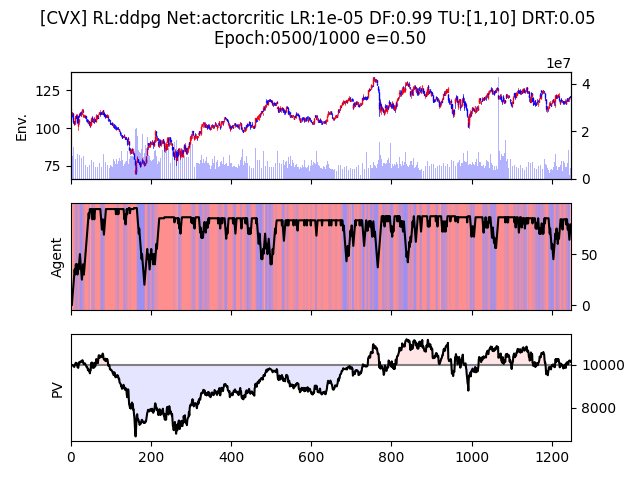 [CVX] RL:ddpg Net:actorcritic LR:1e-05 DF:0.99 TU:[1,10] DRT:0.05
Epoch:0500/1000 e=0.50
1e7
125
100
75
Env.
4
2
0
Agent
50
0
PV
10000
8000
0 200 400 600 800 1000 1200